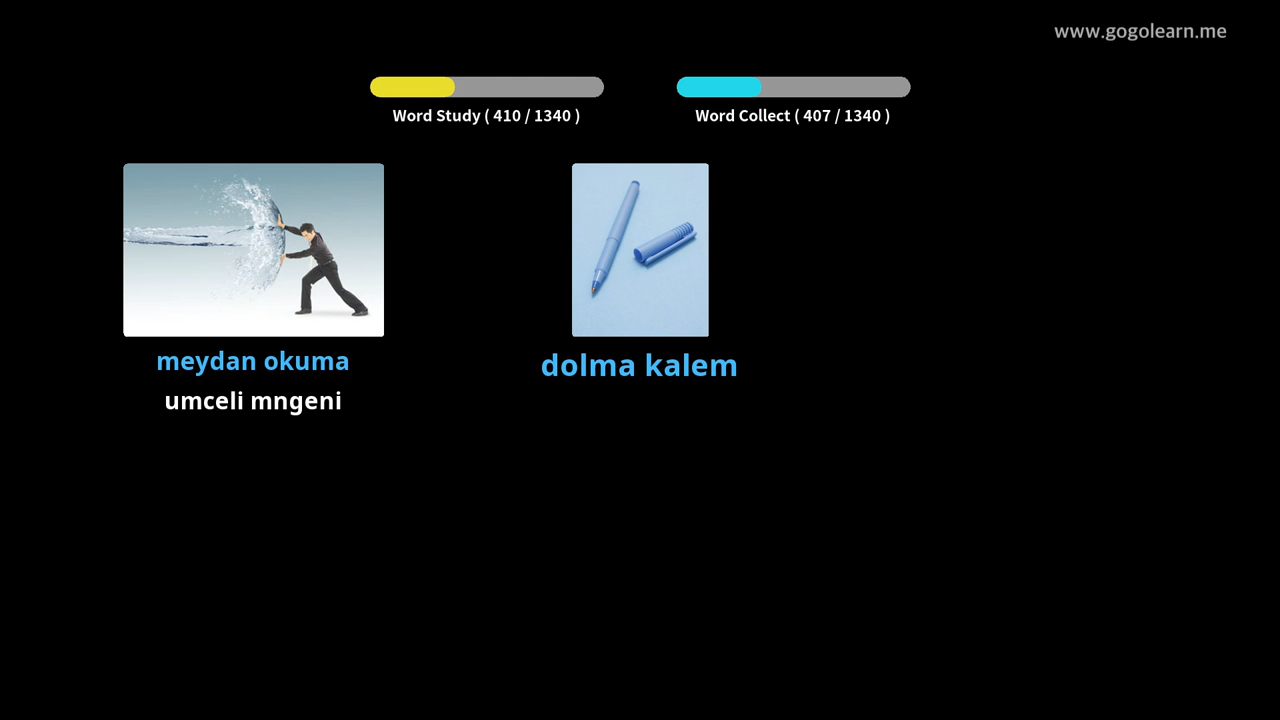 www.gogolearn.me
Word Study ( 410 / 1340 )
Word Collect ( 407 / 1340 )
meydan okuma
umceli mngeni
dolma kalem